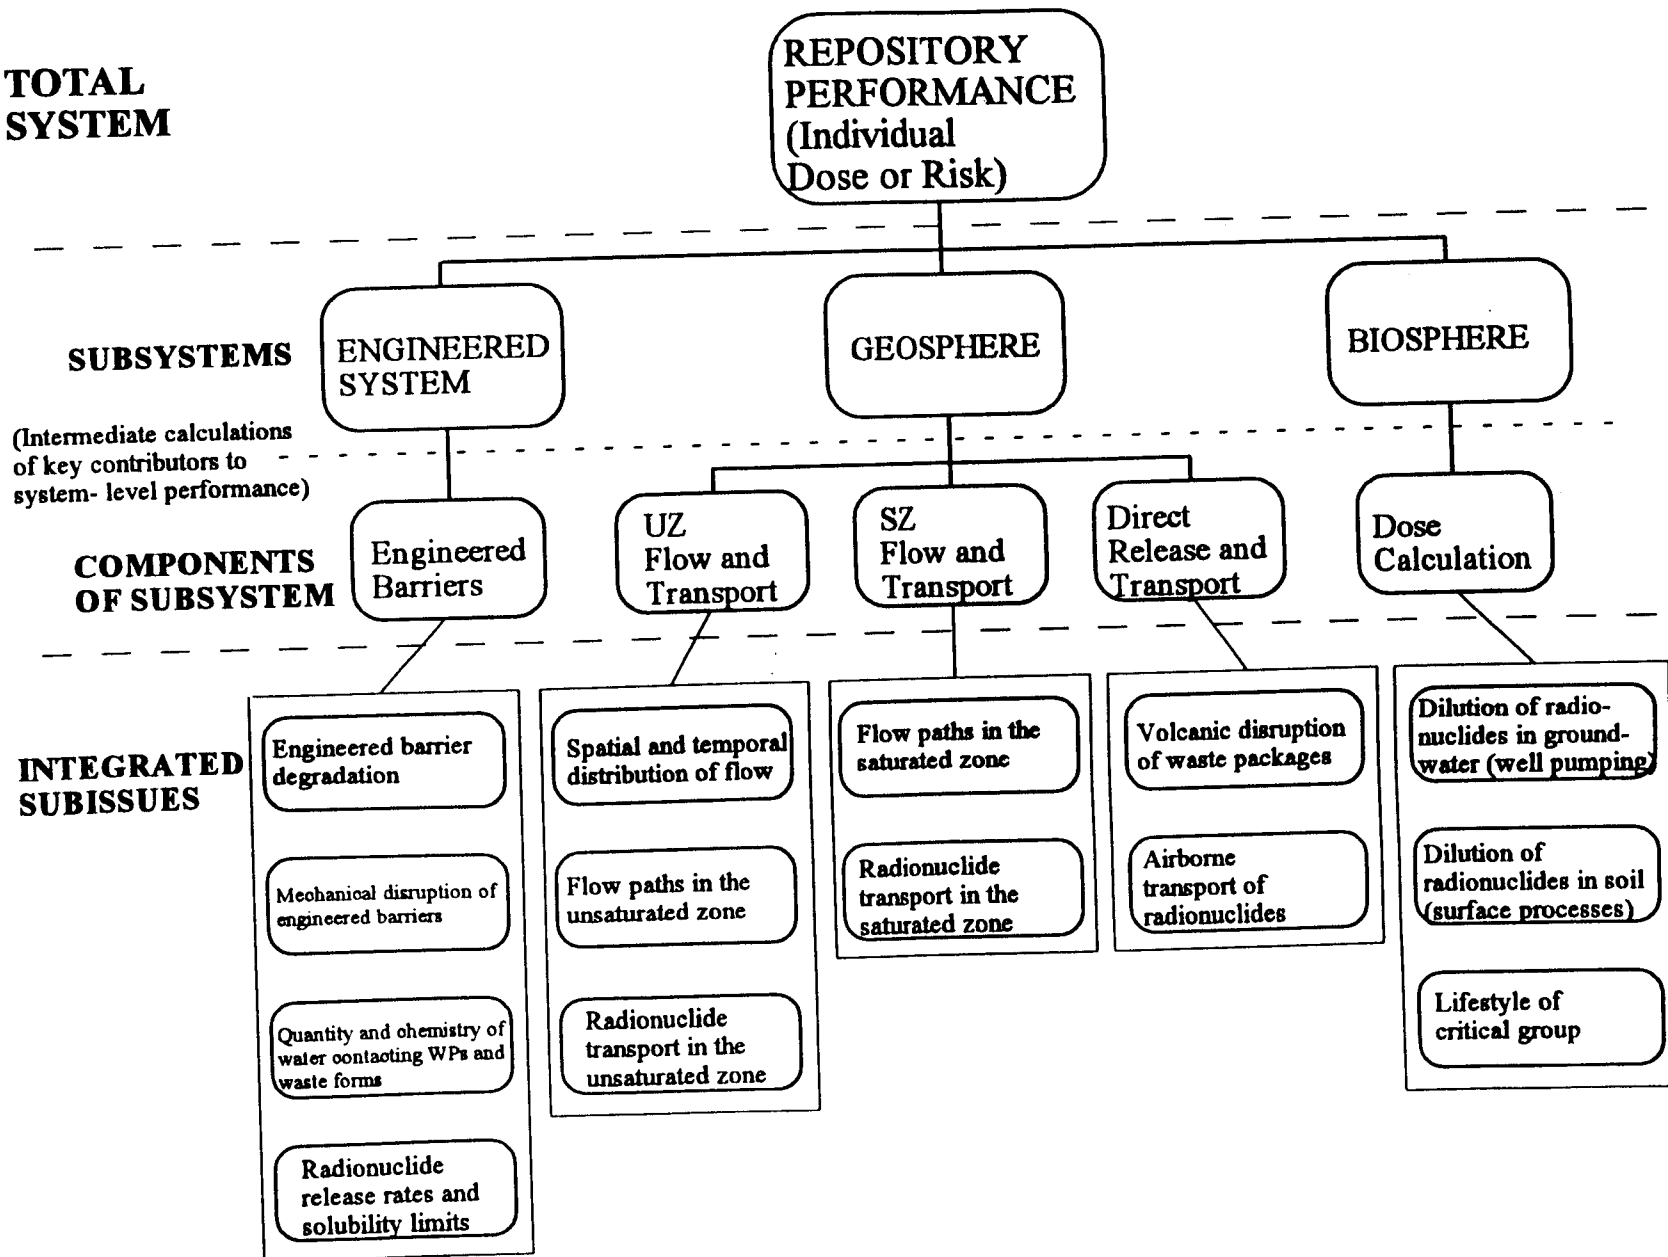 TOTAL
SYSTEM
REPOSITORY
PERFORMANCE
(Individual
Dose or Risk)
SUBSYSTEMS
ENGINEERED
SYSTEM
GEOSPHERE
BIOSPHERE
(Intermediate calculations
of key contributors to
system- level performance)
COMPONENTS
OF SUBSYSTEM
Engineered
Barriers
UZ
Flow and
Transport
SZ
Flow and
Transport
Direct
Release and
Transport
Dose
Calculation
INTEGRATED
SUBISSUES
Engineered barrier
degradation
Mechanical disruption of
engineered barriers
Quantity and chemistry of
water contacting WPs and
waste forms
Radionuclide
release rates and
solubility limits
Spatial and temporal
distribution of flow
Flow paths in the
unsaturated zone
Radionuclide
transport in the
unsaturated zone
Flow paths in the
saturated zone
Radionuclide
transport in the
saturated zone
Volcanic disruption
of waste packages
Airborne
transport of
radionuclides
Dilution of radio-
nuclides in ground-
water (well pumping)
Dilution of
radionuclides in soil
(surface processes)
Lifestyle of
critical group